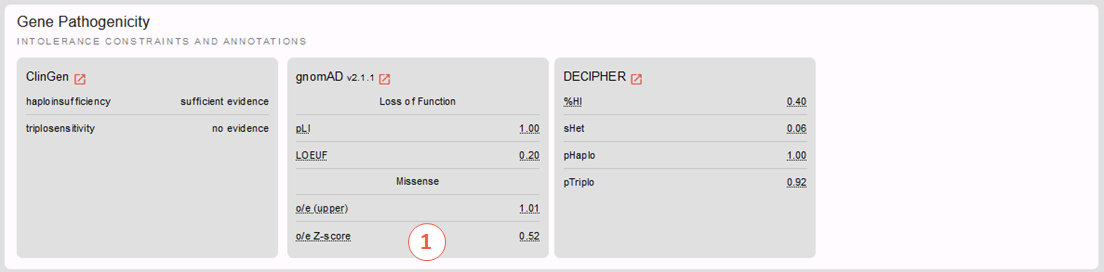 Gene Pathogenicity
INTOLERANCE CONSTRAINTS AND ANNOTATIONS
ClinGen
haploinsufficiency sufficient evidence
triplosensitivity no evidence
gnomAD v2.1.1
Loss of Function
pLI 1.00
LOEUF 0.20
Missense
o/e (upper) 1.01
o/e Z-score 0.52
1
DECIPHER
%HI 0.40
sHet 0.06
pHaplo 1.00
pTriplo 0.92